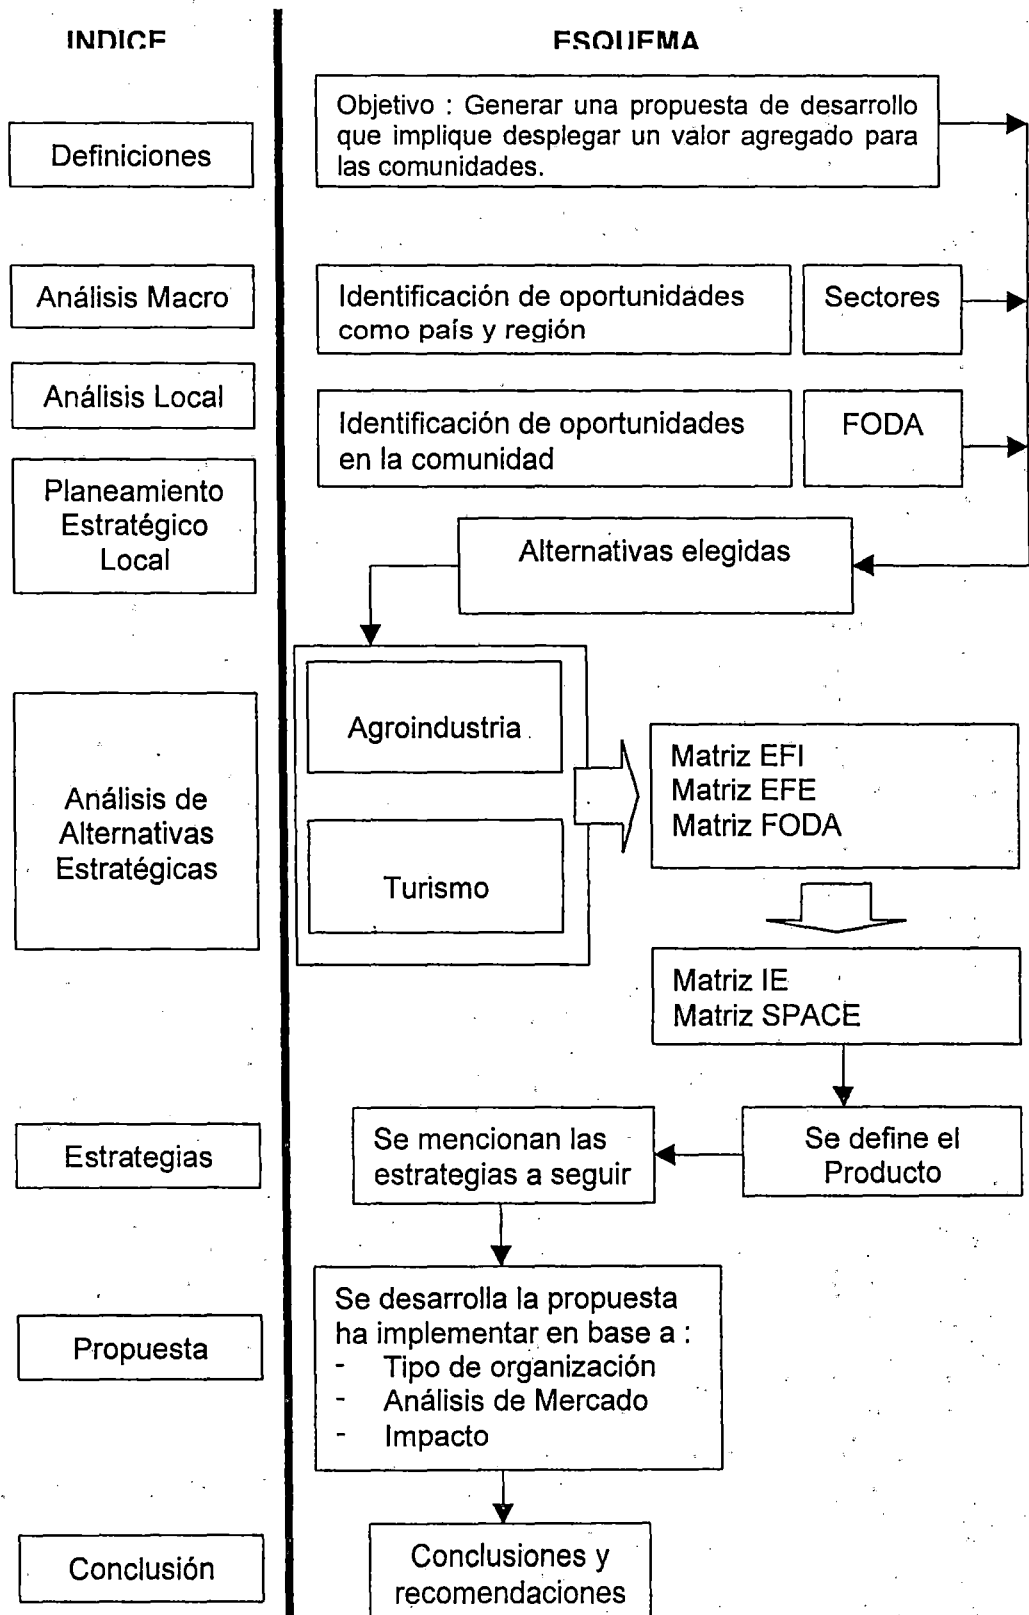 INDICE
ESQUEMA
Definiciones
Objetivo : Generar una propuesta de desarrollo
que implique desplegar un valor agregado para
las comunidades.
Análisis Macro
Identificación de oportunidades
como país y región
Sectores
Análisis Local
Identificación de oportunidades
en la comunidad
FODA
Planeamiento
Estratégico
Local
Alternativas elegidas
Análisis de
Alternativas
Estratégicas
Agroindustria
Turismo
Matriz EFI
Matriz EFE
Matriz FODA
Matriz IE
Matriz SPACE
Estrategias
Se mencionan las
estrategias a seguir
Se define el
Producto
Propuesta
Se desarrolla la propuesta
ha implementar en base a :
- Tipo de organización
- Análisis de Mercado
- Impacto
Conclusión
Conclusiones y
recomendaciones